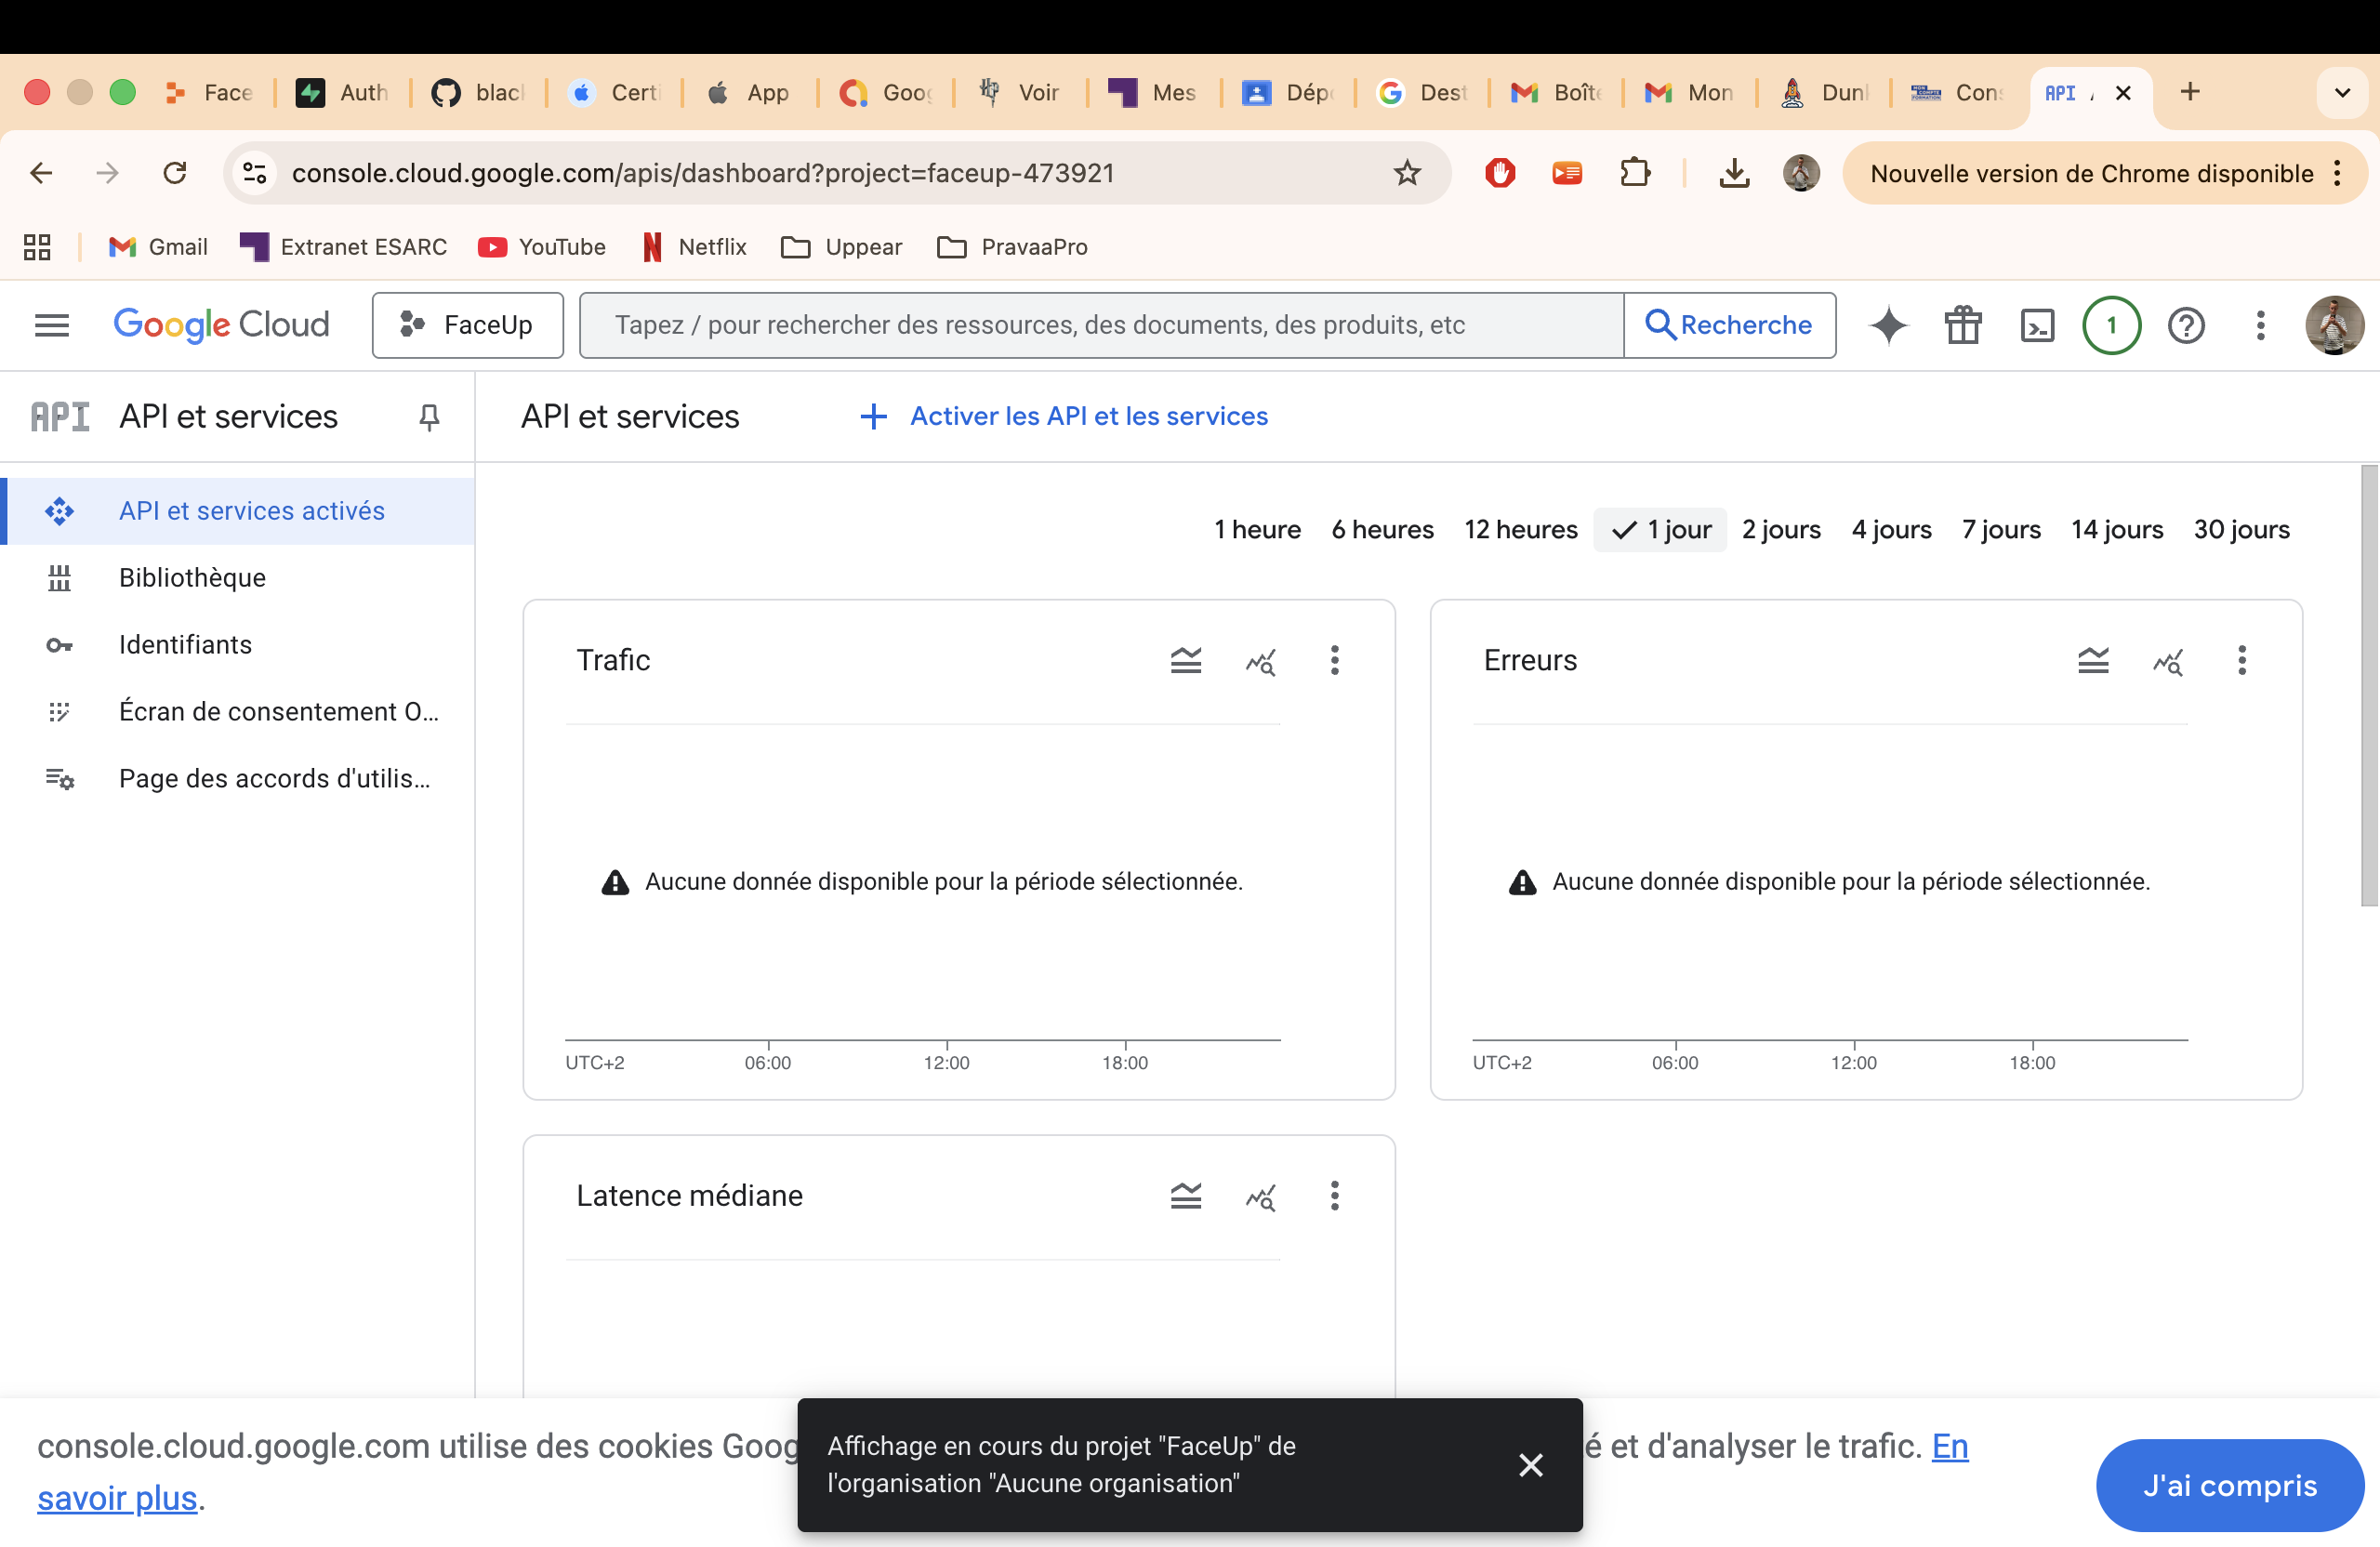 Face
Auth
blac
Certi
App
Goog
Voir
Mes
Dépo
Dest
Boîte
Mon
Dunl
Cons
API
console.cloud.google.com/apis/dashboard?project=faceup-473921
Nouvelle version de Chrome disponible
Gmail
Extranet ESARC
YouTube
Netflix
Uppear
PravaaPro
Google Cloud
FaceUp
Tapez / pour rechercher des ressources, des documents, des produits, etc
Recherche
1
API API et services
API et services
Activer les API et les services
API et services activés
Bibliothèque
Identifiants
Écran de consentement O...
Page des accords d'utilis...
1 heure 6 heures 12 heures 1 jour 2 jours 4 jours 7 jours 14 jours 30 jours
Trafic
Aucune donnée disponible pour la période sélectionnée.
UTC+2 06:00 12:00 18:00
Erreurs
Aucune donnée disponible pour la période sélectionnée.
UTC+2 06:00 12:00 18:00
Latence médiane
console.cloud.google.com utilise des cookies Goog
é et d'analyser le trafic. En
savoir plus.
Affichage en cours du projet "FaceUp" de
l'organisation "Aucune organisation"
J'ai compris